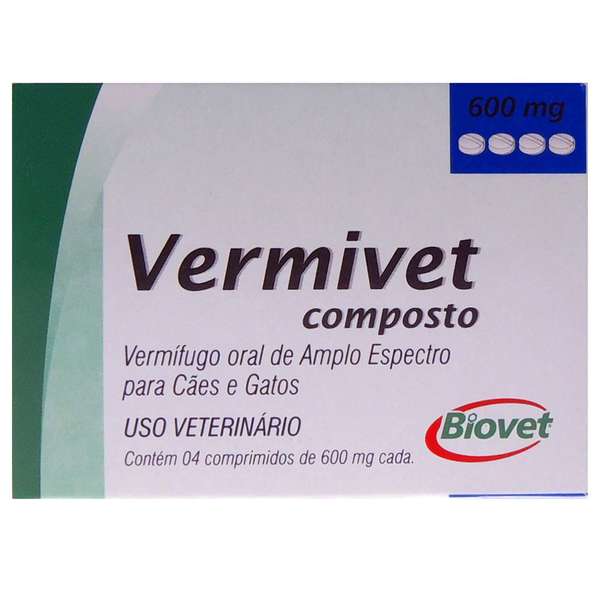 600 mg
Vermivet
composto
Vermífugo oral de Amplo Espectro
para Cães e Gatos
USO VETERINÁRIO
Contém 04 comprimidos de 600 mg cada.
Biovet